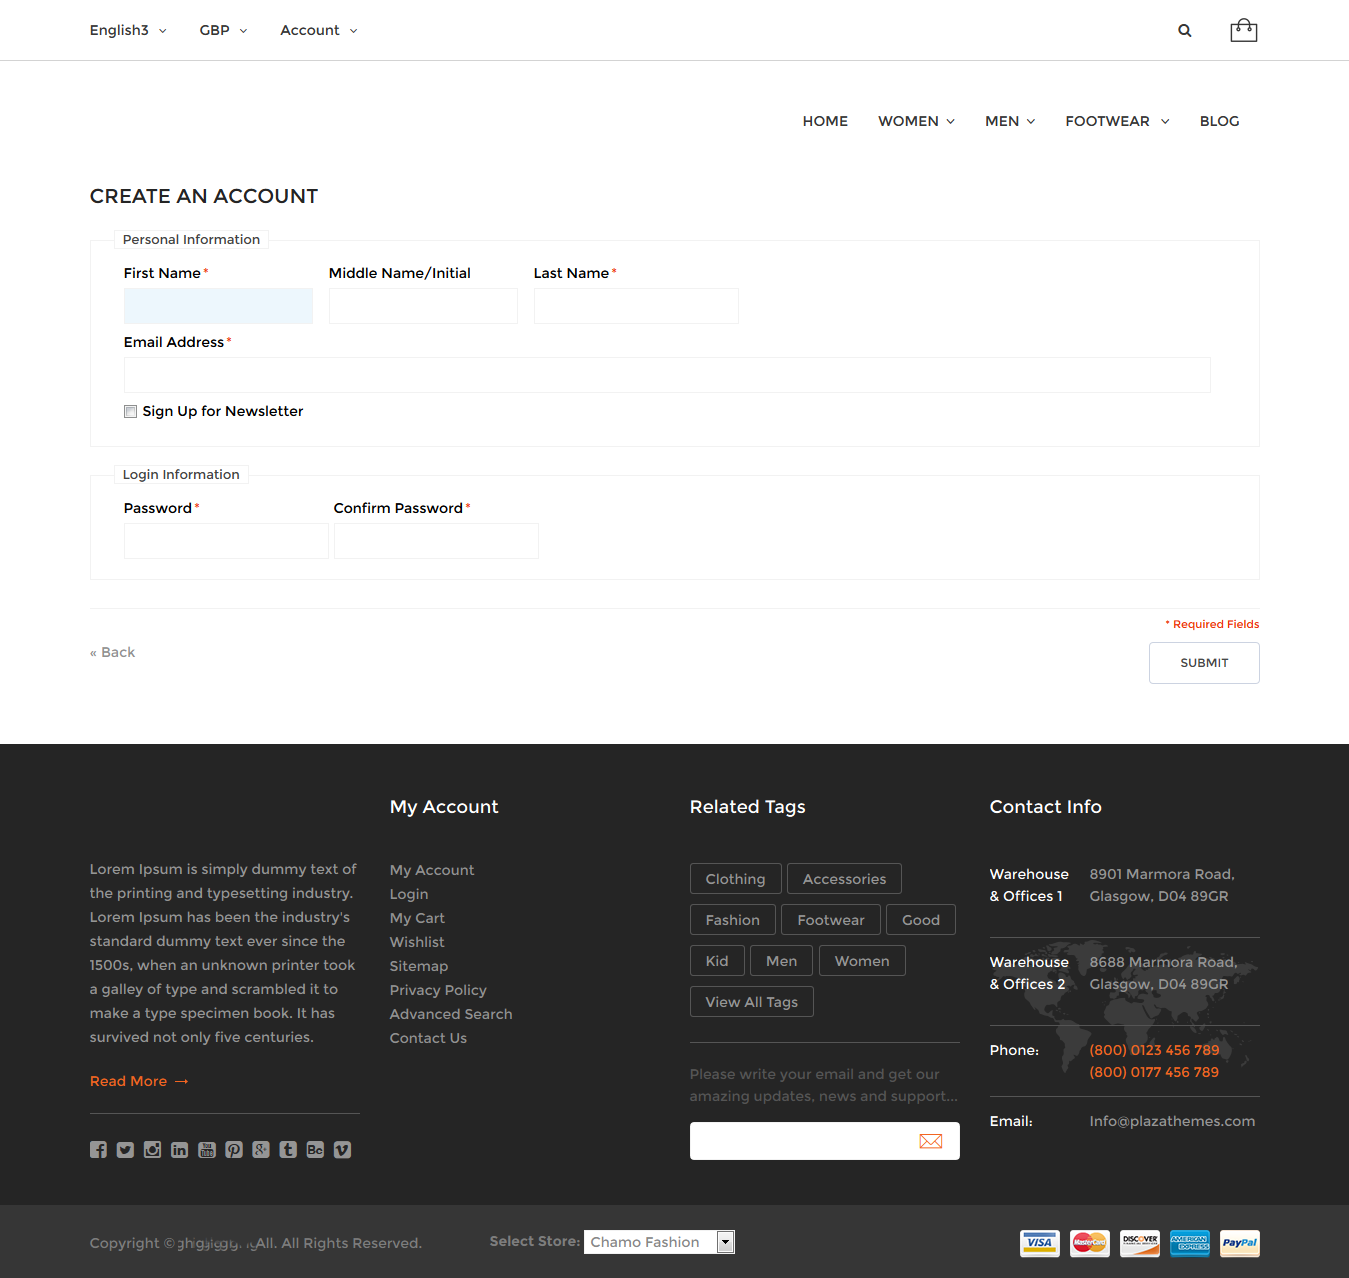 English3 GBP Account
HOME WOMEN MEN FOOTWEAR BLOG
CREATE AN ACCOUNT
Personal Information
First Name* Middle Name/Initial Last Name*
Email Address*
Sign Up for Newsletter
Login Information
Password* Confirm Password*
* Required Fields
« Back
SUBMIT
Lorem Ipsum is simply dummy text of
the printing and typesetting industry.
Lorem Ipsum has been the industry's
standard dummy text ever since the
1500s, when an unknown printer took
a galley of type and scrambled it to
make a type specimen book. It has
survived not only five centuries.
Read More →
My Account
My Account
Login
My Cart
Wishlist
Sitemap
Privacy Policy
Advanced Search
Contact Us
Related Tags
Clothing Accessories
Fashion Footwear Good
Kid Men Women
View All Tags
Please write your email and get our
amazing updates, news and support...
Contact Info
Warehouse 8901 Marmora Road,
& Offices 1 Glasgow, D04 89GR
Warehouse 8688 Marmora Road,
& Offices 2 Glasgow, D04 89GR
Phone: (800) 0123 456 789
(800) 0177 456 789
Email: Info@plazathemes.com
Copyright © All. All Rights Reserved.
Select Store: Chamo Fashion
VISA MasterCard DISCOVER AMERICAN EXPRESS PayPal